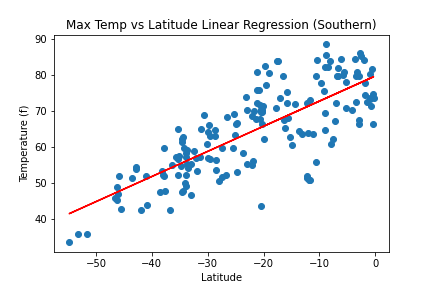 Max Temp vs Latitude Linear Regression (Southern)
90
80
70
60
50
40
Temperature (f)
−50 −40 −30 −20 −10 0
Latitude